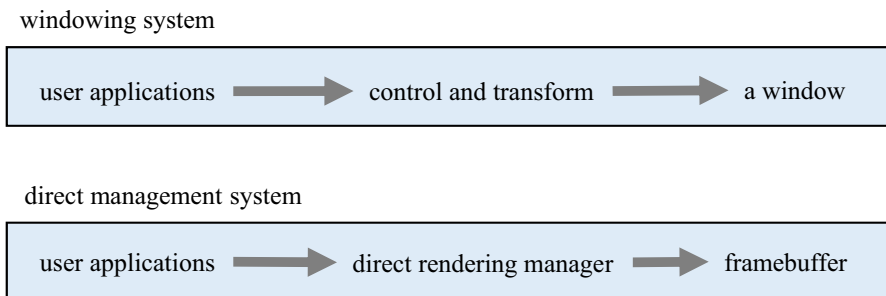 windowing system
user applications control and transform a window
direct management system
user applications direct rendering manager framebuffer